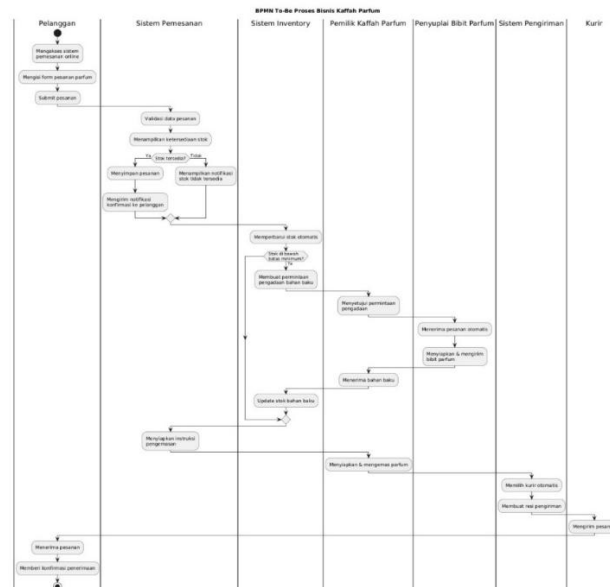 BPMN To-Be Proses Bisnis Kaffah Parfum
Pelanggan
Sistem Pemesanan
Sistem Inventory
Pemilik Kaffah Parfum
Penyuplai Bibit Parfum
Sistem Pengiriman
Kurir
Mengakses sistem
pemesanan online
Mengisi form pesanan parfum
Submit pesanan
Validasi data pesanan
Menampilkan ketersediaan stok
Ya
Stok tersedia?
Tidak
Menyimpan pesanan
Menampilkan notifikasi
stok tidak tersedia
Mengirim notifikasi
konfirmasi ke pelanggan
Memperbarui stok otomatis
Stok di bawah
batas minimum?
Ya
Membuat permintaan
pengadaan bahan baku
Menyetujui permintaan
pengadaan
Menerima pesanan otomatis
Menyiapkan & mengirim
bibit parfum
Menerima bahan baku
Update stok bahan baku
Menyiapkan instruksi
pengemasan
Menyiapkan & mengemas parfum
Memilih kurir otomatis
Membuat resi pengiriman
Mengirim pesan
Menerima pesanan
Memberi konfirmasi penerimaan